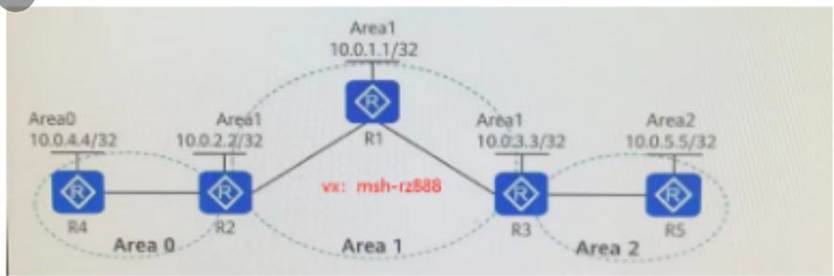 Area1
10.0.1.1/32
R
R1
Area0
10.0.4.4/32
R
R4
Area1
10.0.2.2/32
R
R2
Area1
10.0.3.3/32
R
R3
Area2
10.0.5.5/32
R
R5
vx: msh-rz888
Area 0
Area 1
Area 2